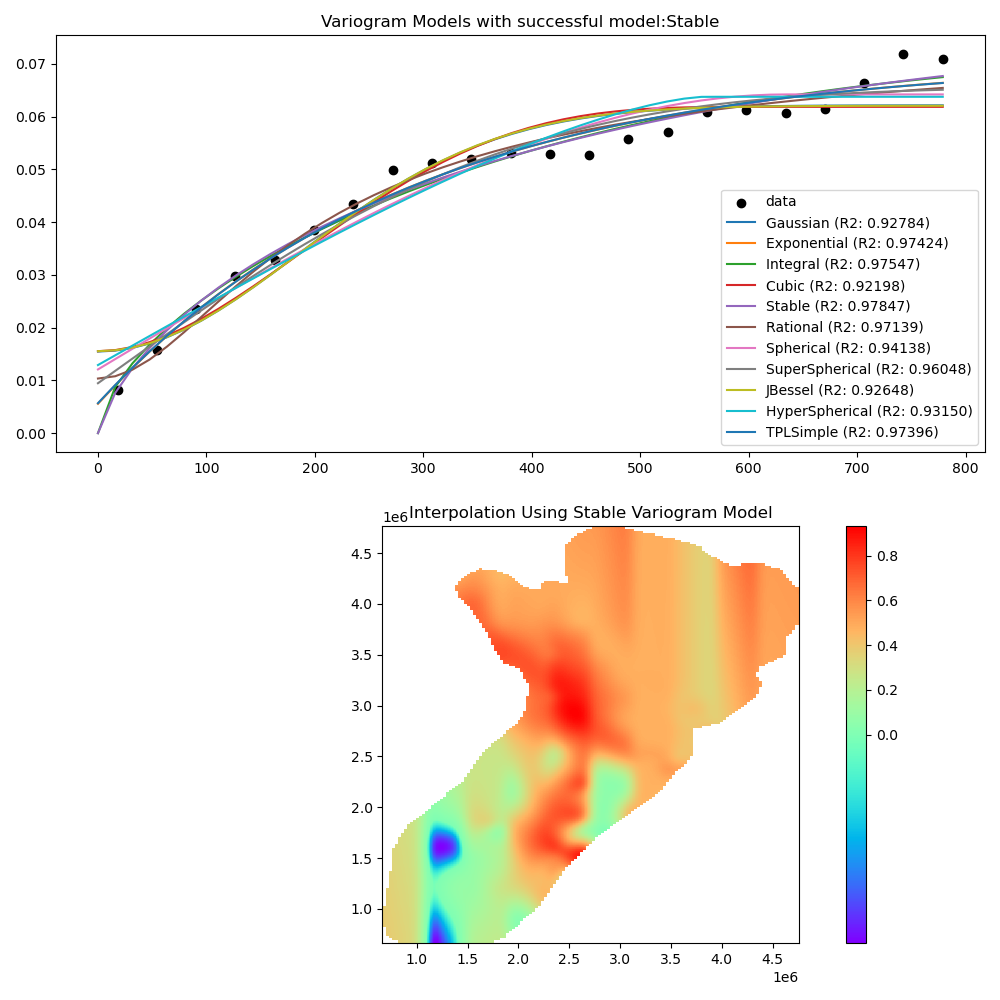 Variogram Models with successful model:Stable
0.07
0.06
0.05
0.04
0.03
0.02
0.01
0.00
data
Gaussian (R2: 0.92784)
Exponential (R2: 0.97424)
Integral (R2: 0.97547)
Cubic (R2: 0.92198)
Stable (R2: 0.97847)
Rational (R2: 0.97139)
Spherical (R2: 0.94138)
SuperSpherical (R2: 0.96048)
JBessel (R2: 0.92648)
HyperSpherical (R2: 0.93150)
TPLSimple (R2: 0.97396)
0 100 200 300 400 500 600 700 800
1e6 Interpolation Using Stable Variogram Model
4.5
4.0
3.5
3.0
2.5
2.0
1.5
1.0
1.0 1.5 2.0 2.5 3.0 3.5 4.0 4.5
1e6
0.8
0.6
0.4
0.2
0.0